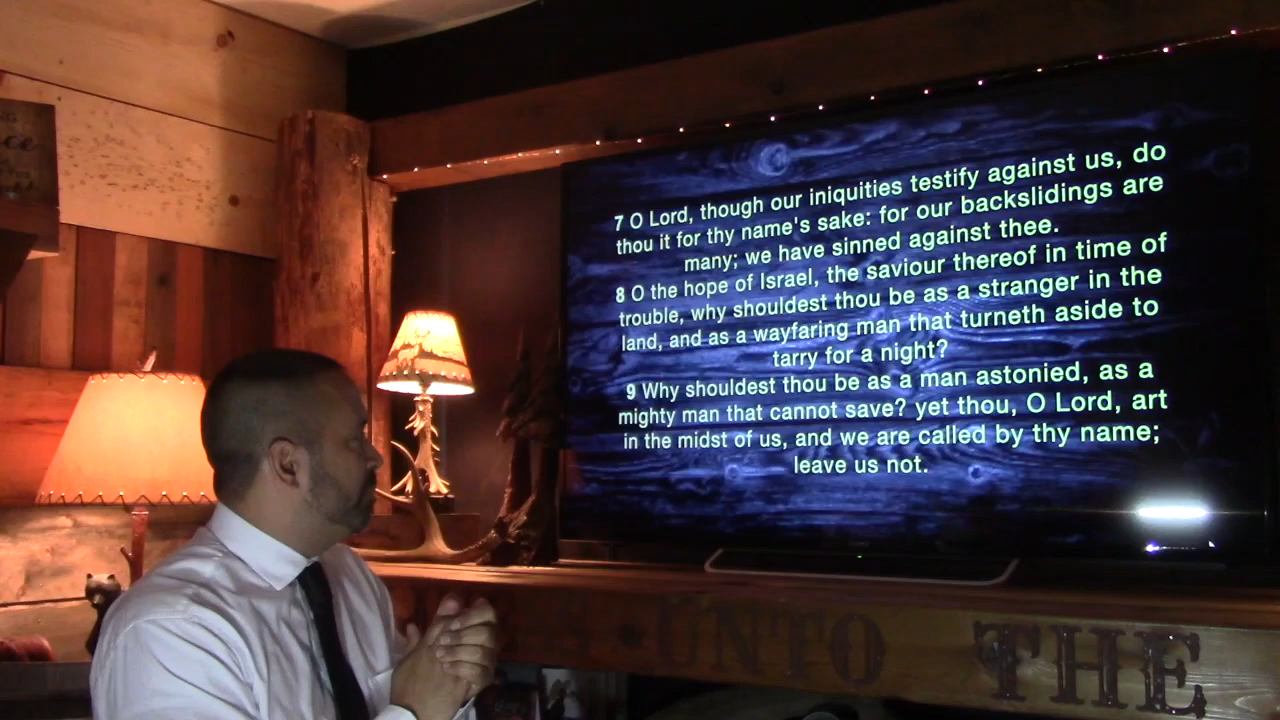 7 O Lord, though our iniquities testify against us, do
thou it for thy name's sake: for our backslidings are
many; we have sinned against thee.
8 O the hope of Israel, the saviour thereof in time of
trouble, why shouldest thou be as a stranger in the
land, and as a wayfaring man that turneth aside to
tarry for a night?
9 Why shouldest thou be as a man astonied, as a
mighty man that cannot save? yet thou, O Lord, art
in the midst of us, and we are called by thy name;
leave us not.
UNTO THE